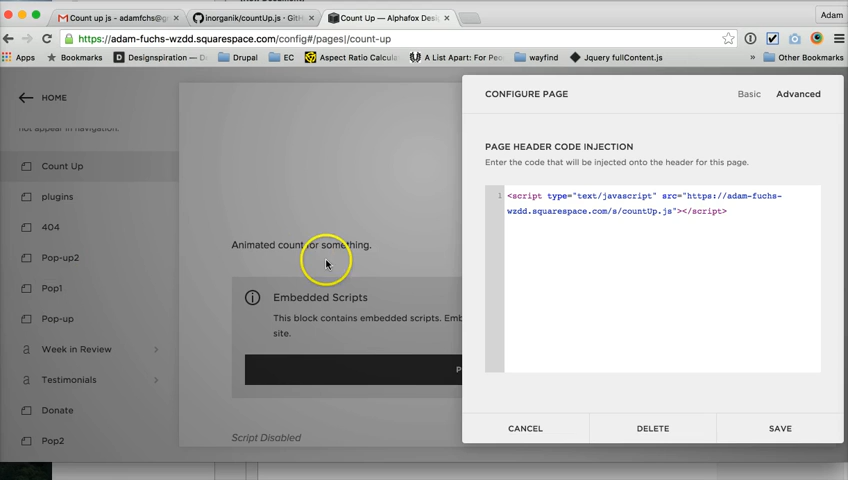 Count up js - adamfchs@g
inorganik/countUp.js - GitH
Count Up — Alphafox Desi
Adam
https://adam-fuchs-wzdd.squarespace.com/config#/pages|/count-up
Bookmarks
Designspiration — D
Drupal
EC
Aspect Ratio Calcula
A List Apart: For Peo
wayfind
Jquery fullContent.js
»
Other Bookmarks
HOME
not appear in navigation.
Count Up
plugins
404
Pop-up2
Pop1
Pop-up
Week in Review
Testimonials
Donate
Pop2
Animated count for something.
Embedded Scripts
This block contains embedded scripts. Emb
site.
P
Script Disabled
CONFIGURE PAGE
Basic
Advanced
PAGE HEADER CODE INJECTION
Enter the code that will be injected onto the header for this page.
1
<script type="text/javascript" src="https://adam-fuchs-
wzdd.squarespace.com/s/countUp.js"></script>
CANCEL
DELETE
SAVE